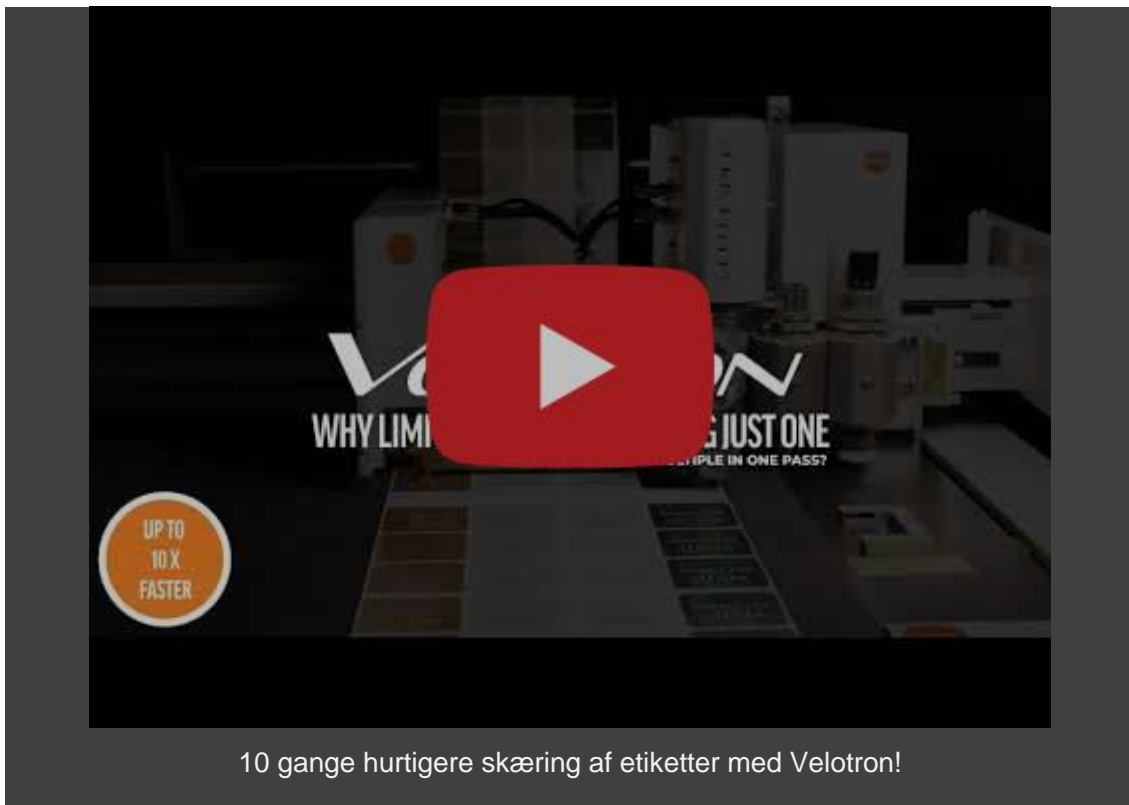 WHY LIMI JUST ONE
IN ONE PASS?
UP TO
10 X
FASTER
10 gange hurtigere skæring af etiketter med Velotron!